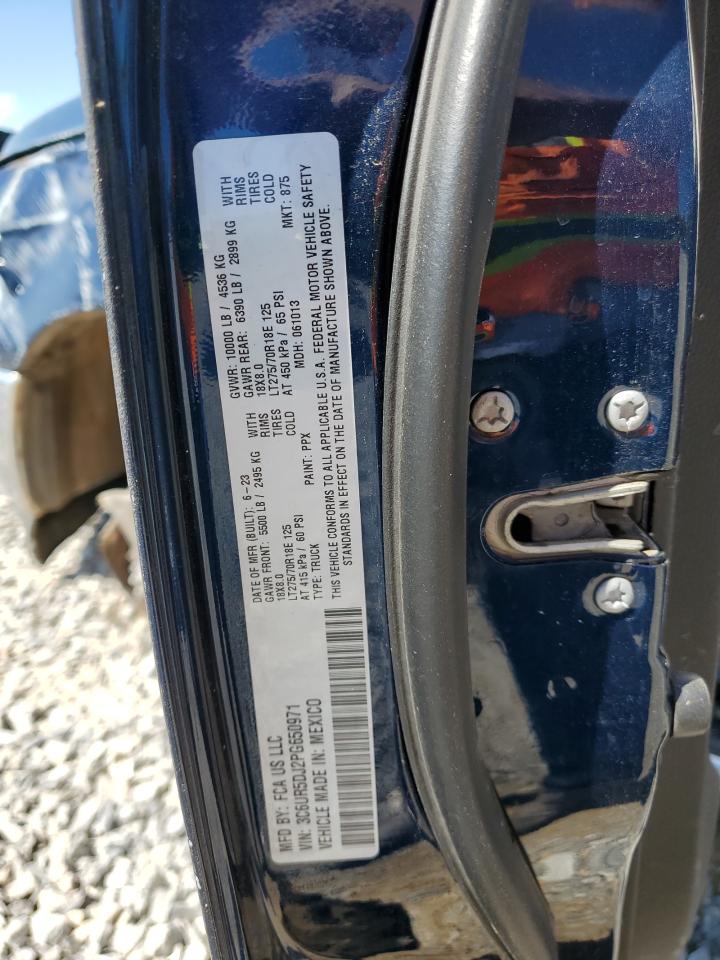 MFD BY: FCA US LLC
VIN: 3C6UR5DJ2PG650971
VEHICLE MADE IN: MEXICO
DATE OF MFR (BUILT): 6-23
GAWR FRONT: 5500 LB / 2495 KG WITH
18X8.0 RIMS
LT275/70R18E 125 TIRES
AT 415 kPa / 60 PSI COLD
TYPE: TRUCK PAINT: PPX
GVWR: 10000 LB / 4536 KG
GAWR REAR: 6390 LB / 2899 KG WITH
18X8.0 RIMS
LT275/70R18E 125 TIRES
AT 450 kPa / 65 PSI COLD
MDH: 061013 MKT: 875
THIS VEHICLE CONFORMS TO ALL APPLICABLE U.S.A. FEDERAL MOTOR VEHICLE SAFETY
STANDARDS IN EFFECT ON THE DATE OF MANUFACTURE SHOWN ABOVE.